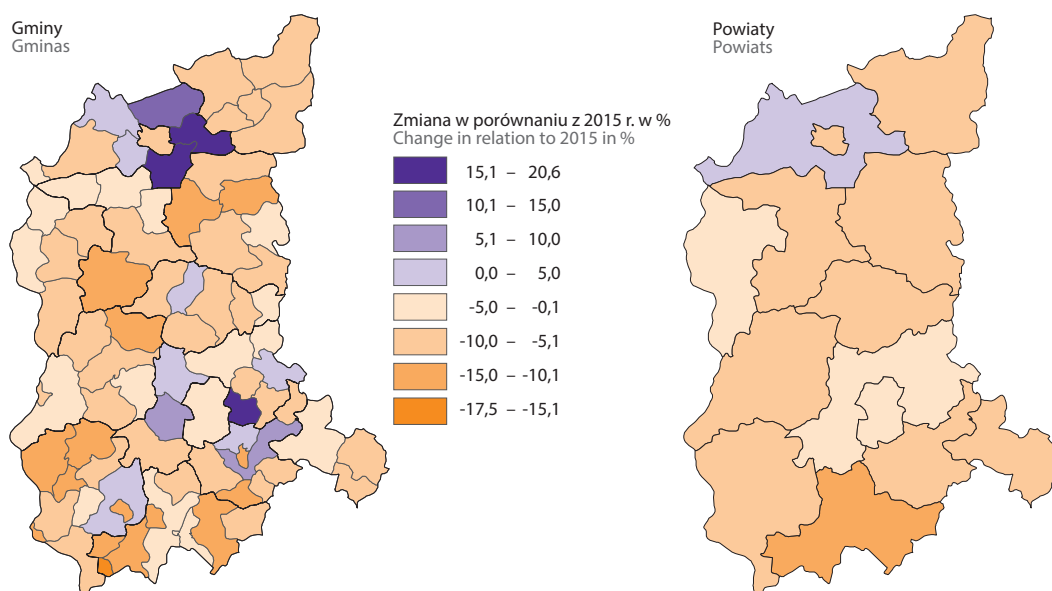 Gminy
Gminas
Powiaty
Powiats
Zmiana w porównaniu z 2015 r. w %
Change in relation to 2015 in %
15,1 – 20,6
10,1 – 15,0
5,1 – 10,0
0,0 – 5,0
-5,0 – -0,1
-10,0 – -5,1
-15,0 – -10,1
-17,5 – -15,1